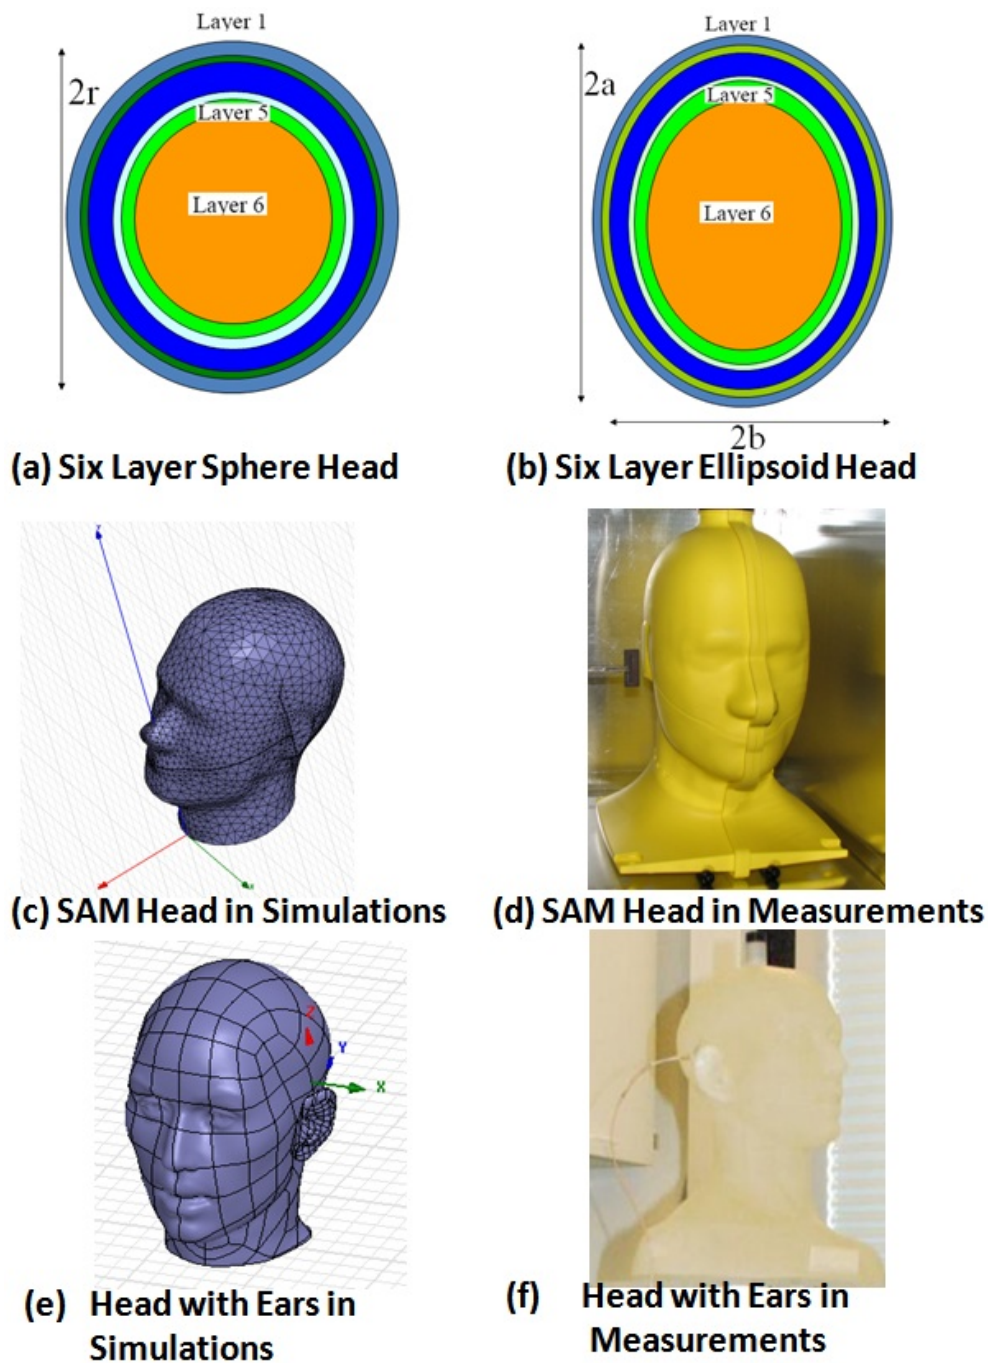 Layer 1
2r
Layer 5
Layer 6
(a) Six Layer Sphere Head
Layer 1
2a
Layer 5
Layer 6
2b
(b) Six Layer Ellipsoid Head
(c) SAM Head in Simulations
(d) SAM Head in Measurements
Z
Y
X
(e) Head with Ears in
Simulations
(f) Head with Ears in
Measurements